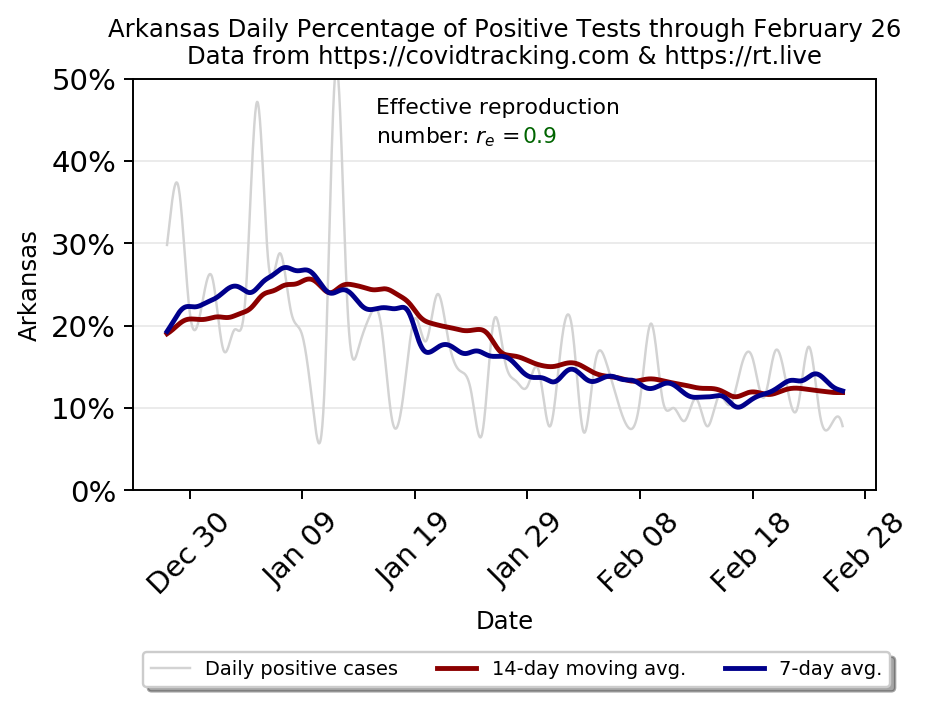 Arkansas Daily Percentage of Positive Tests through February 26
Data from https://covidtracking.com & https://rt.live
50%
40%
30%
20%
10%
0%
Arkansas
Effective reproduction
number: rₑ =0.9
Dec 30
Jan 09
Jan 19
Jan 29
Feb 08
Feb 18
Feb 28
Date
Daily positive cases
14-day moving avg.
7-day avg.